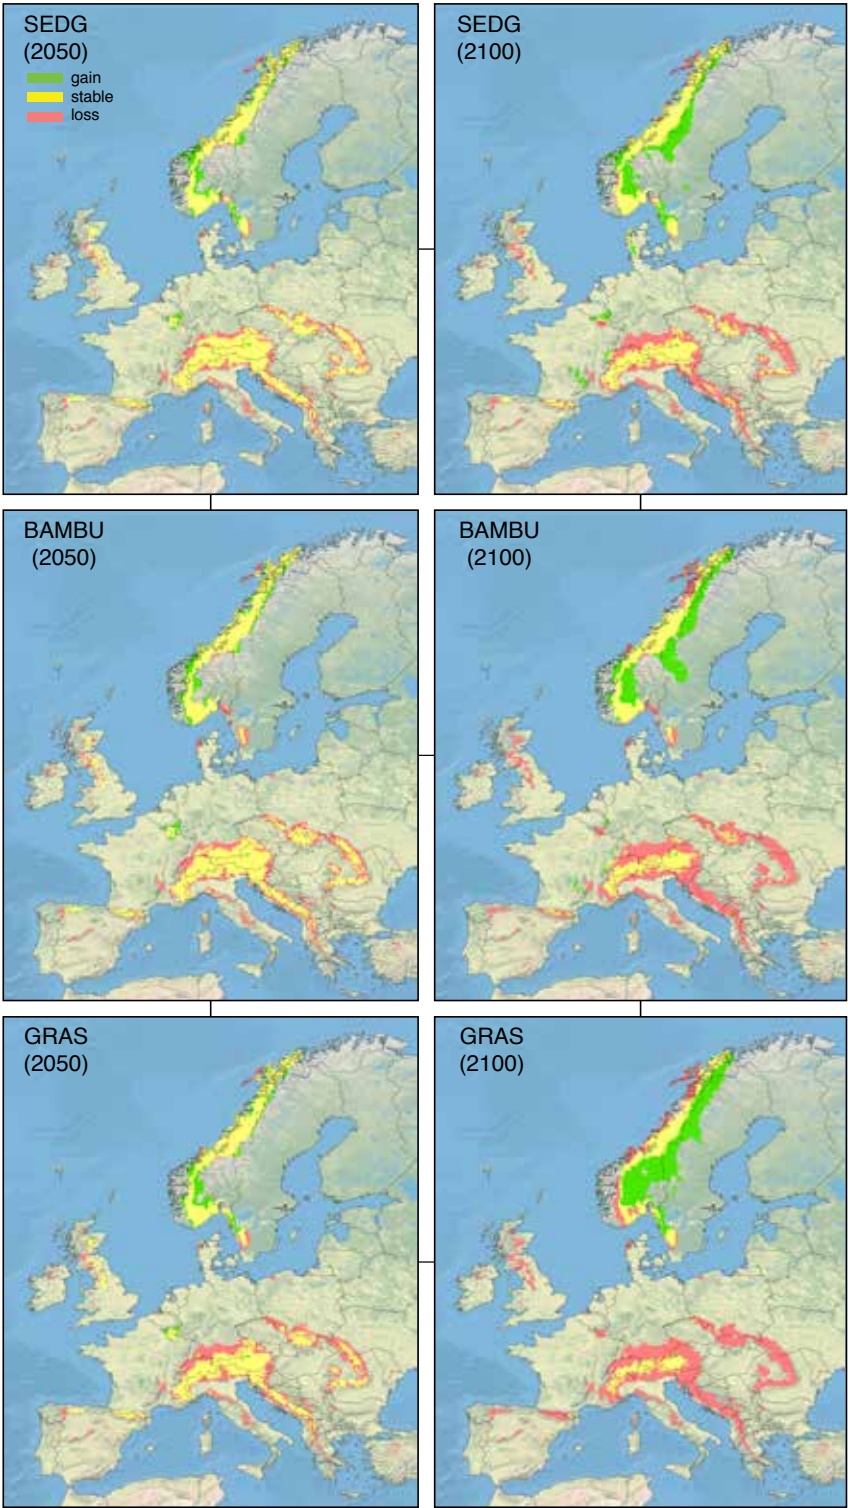 SEDG
(2050)
gain
stable
loss
SEDG
(2100)
BAMBU
(2050)
BAMBU
(2100)
GRAS
(2050)
GRAS
(2100)